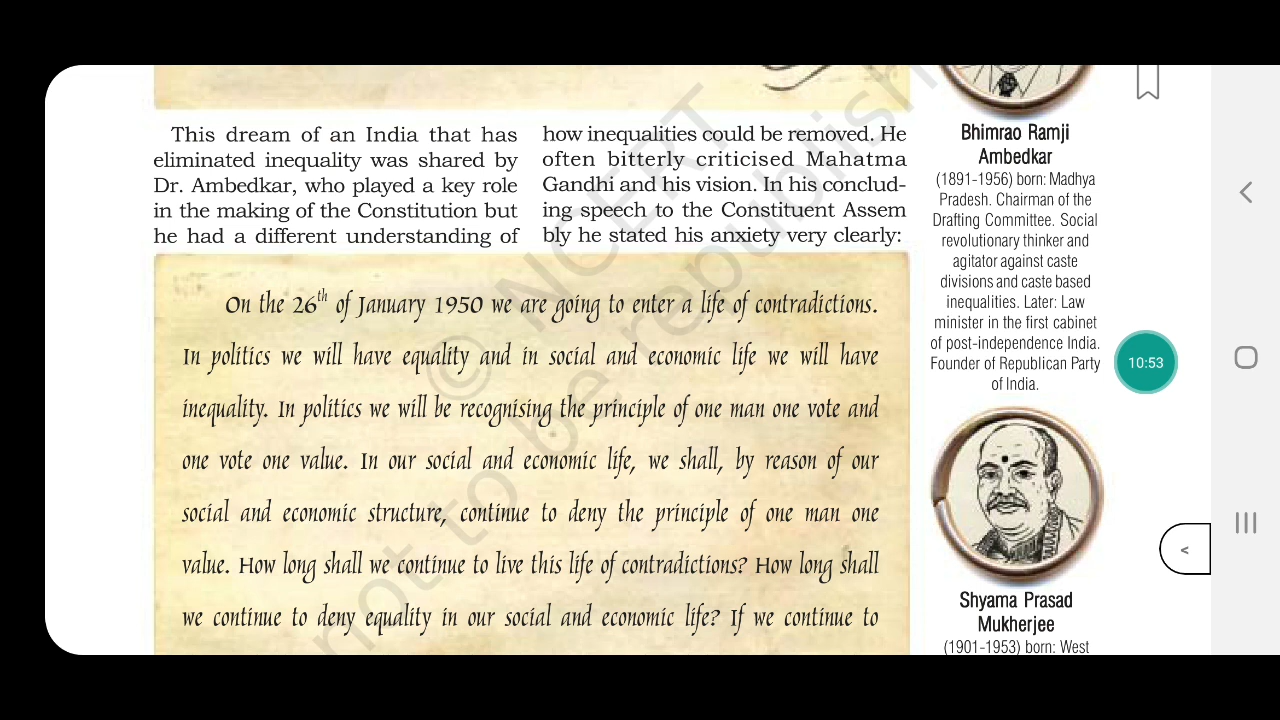 This dream of an India that has
eliminated inequality was shared by
Dr. Ambedkar, who played a key role
in the making of the Constitution but
he had a different understanding of
how inequalities could be removed. He
often bitterly criticised Mahatma
Gandhi and his vision. In his conclud-
ing speech to the Constituent Assem
bly he stated his anxiety very clearly:
On the 26th of January 1950 we are going to enter a life of contradictions.
In politics we will have equality and in social and economic life we will have
inequality. In politics we will be recognising the principle of one man one vote and
one vote one value. In our social and economic life, we shall, by reason of our
social and economic structure, continue to deny the principle of one man one
value. How long shall we continue to live this life of contradictions? How long shall
we continue to deny equality in our social and economic life? If we continue to
Bhimrao Ramji
Ambedkar
(1891-1956) born: Madhya
Pradesh. Chairman of the
Drafting Committee. Social
revolutionary thinker and
agitator against caste
divisions and caste based
inequalities. Later: Law
minister in the first cabinet
of post-independence India.
Founder of Republican Party
of India.
Shyama Prasad
Mukherjee
(1901-1953) born: West
10:53
<
© NCERT
not to be republish